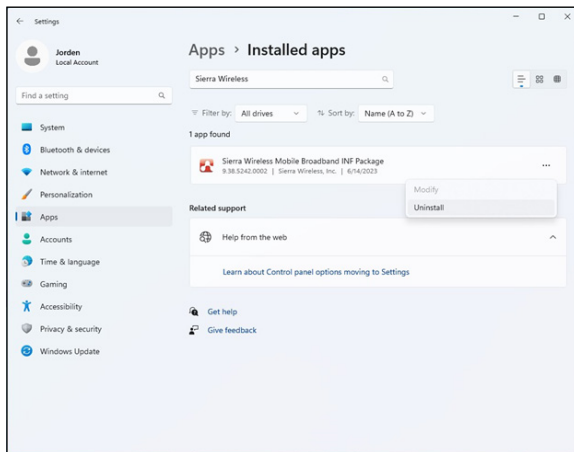 Settings
Jorden
Local Account
Find a setting
System
Bluetooth & devices
Network & internet
Personalization
Apps
Accounts
Time & language
Gaming
Accessibility
Privacy & security
Windows Update
Apps > Installed apps
Sierra Wireless
Filter by: All drives Sort by: Name (A to Z)
1 app found
Sierra Wireless Mobile Broadband INF Package
9.38.5242.0002 | Sierra Wireless, Inc. | 6/14/2023
Modify
Uninstall
Related support
Help from the web
Learn about Control panel options moving to Settings
Get help
Give feedback